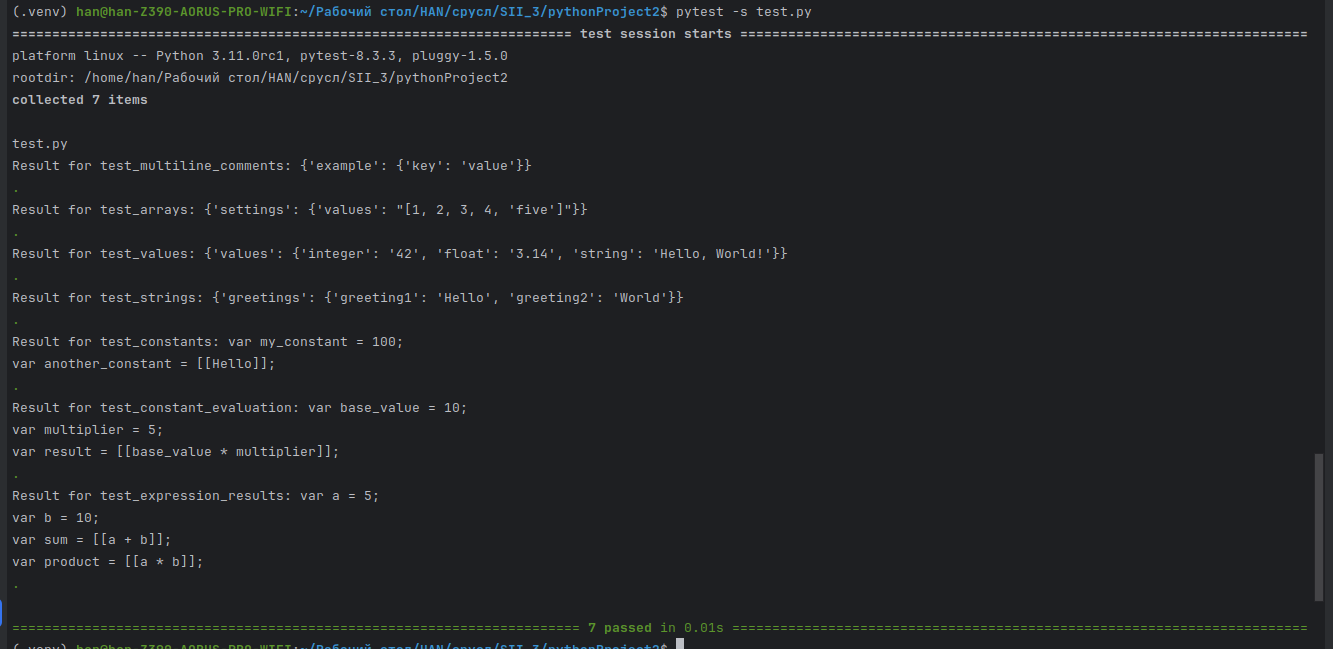 (.venv) han@han-Z390-AORUS-PRO-WIFI:~/Рабочий стол/HAN/срусл/SII_3/pythonProject2$ pytest -s test.py
======================================================================= test session starts ========================================================================
platform linux -- Python 3.11.0rc1, pytest-8.3.3, pluggy-1.5.0
rootdir: /home/han/Рабочий стол/HAN/срусл/SII_3/pythonProject2
collected 7 items
test.py
Result for test_multiline_comments: {'example': {'key': 'value'}}
.
Result for test_arrays: {'settings': {'values': "[1, 2, 3, 4, 'five']"}}
.
Result for test_values: {'values': {'integer': '42', 'float': '3.14', 'string': 'Hello, World!'}}
.
Result for test_strings: {'greetings': {'greeting1': 'Hello', 'greeting2': 'World'}}
.
Result for test_constants: var my_constant = 100;
var another_constant = [[Hello]];
.
Result for test_constant_evaluation: var base_value = 10;
var multiplier = 5;
var result = [[base_value * multiplier]];
.
Result for test_expression_results: var a = 5;
var b = 10;
var sum = [[a + b]];
var product = [[a * b]];
.
======================================================================== 7 passed in 0.01s =========================================================================
(.venv) han@han-Z390-AORUS-PRO-WIFI:~/Рабочий стол/HAN/срусл/SII_3/pythonProject2$